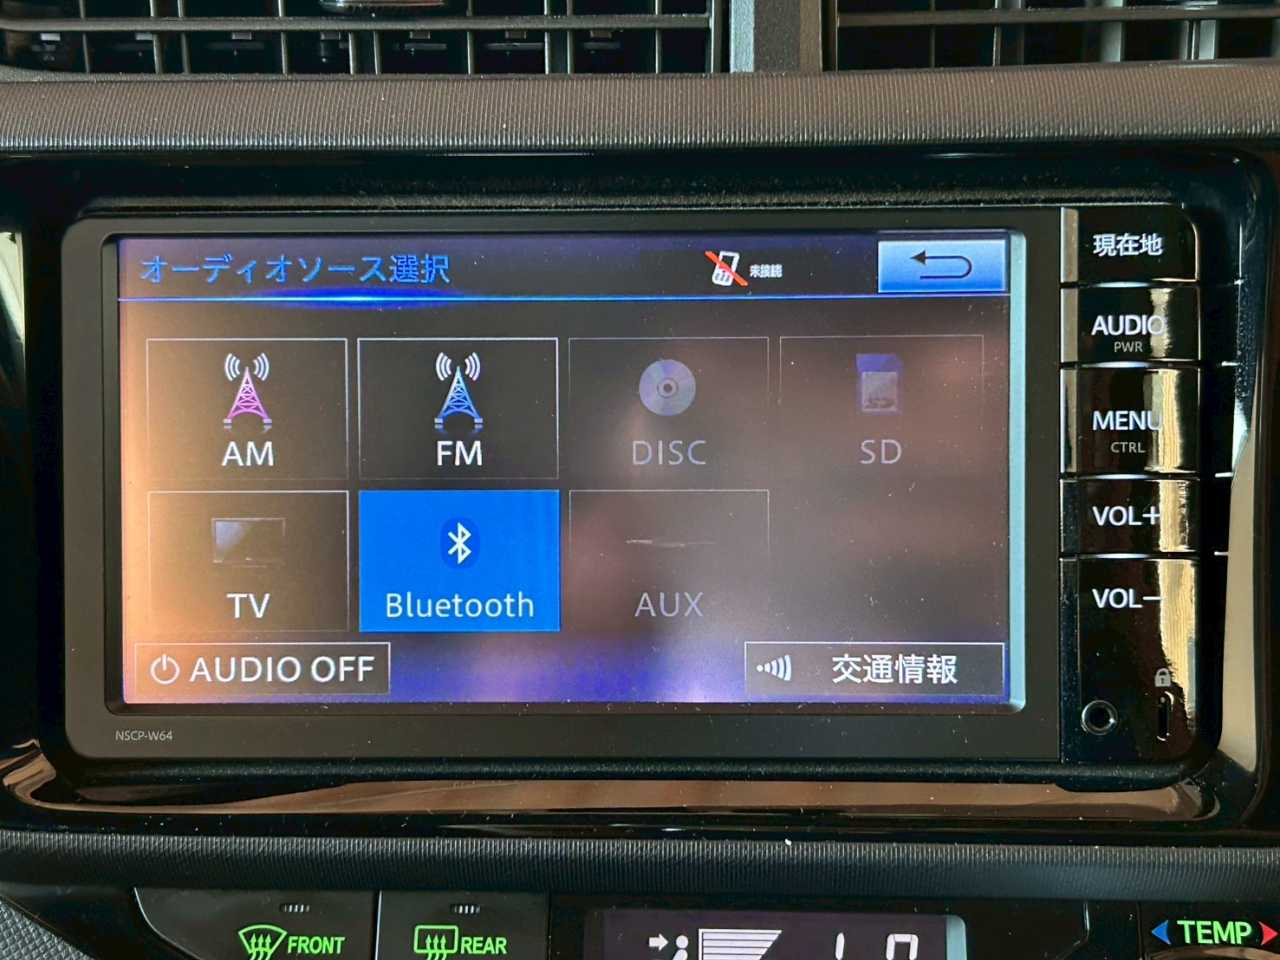 オーディオソース選択
未接続
現在地
AUDIO
PWR
MENU
CTRL
VOL+
VOL-
AM
FM
DISC
SD
TV
Bluetooth
AUX
AUDIO OFF
交通情報
NSCP-W64
FRONT
REAR
TEMP